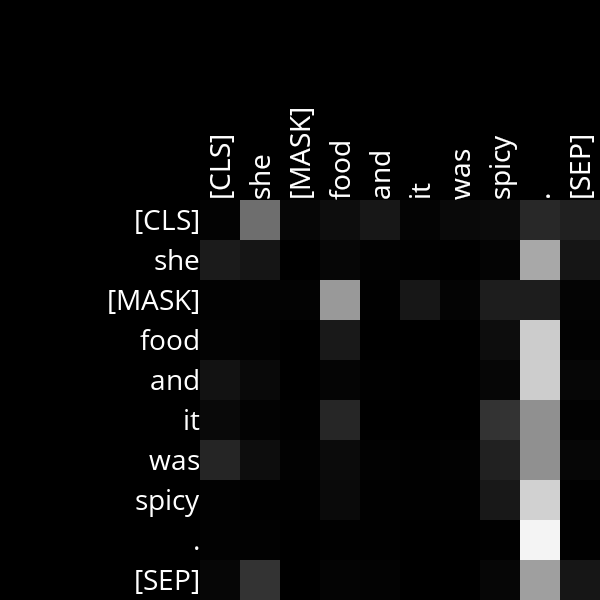 [CLS] she [MASK] food and it was spicy . [SEP]
[CLS]
she
[MASK]
food
and
it
was
spicy
.
[SEP]